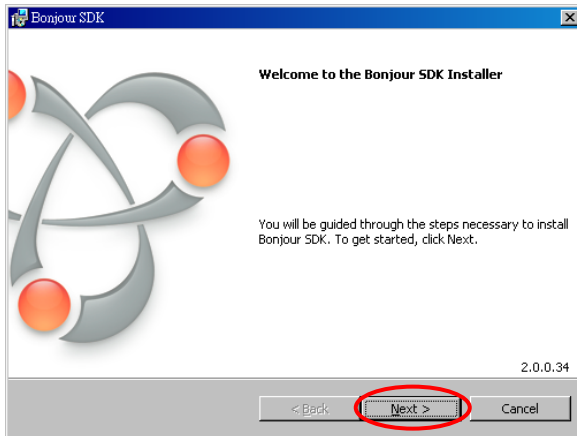 Bonjour SDK
Welcome to the Bonjour SDK Installer
You will be guided through the steps necessary to install
Bonjour SDK. To get started, click Next.
2.0.0.34
< Back
Next >
Cancel